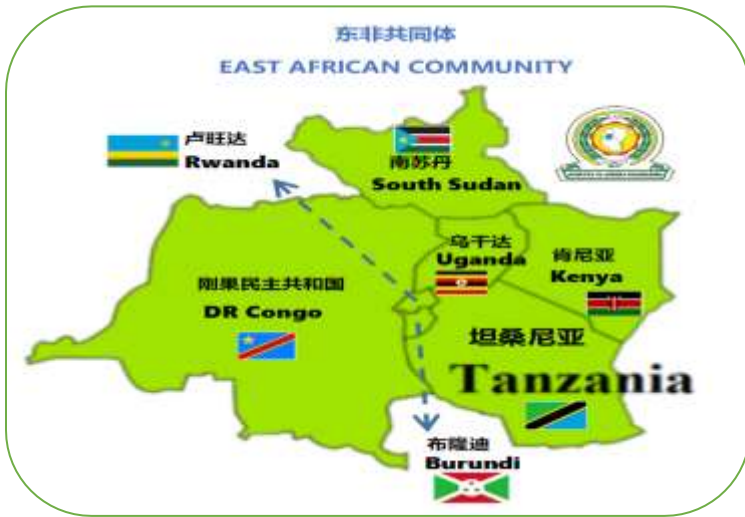 东非共同体
EAST AFRICAN COMMUNITY
卢旺达
Rwanda
南苏丹
South Sudan
乌干达
Uganda
肯尼亚
Kenya
刚果民主共和国
DR Congo
坦桑尼亚
Tanzania
布隆迪
Burundi